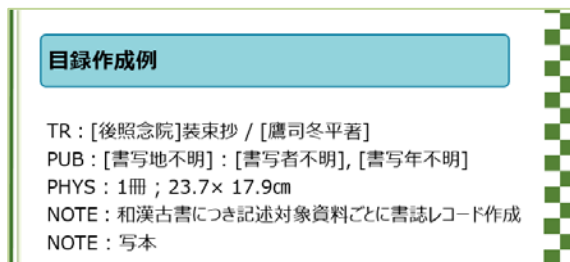 目録作成例
TR：[後照念院]装束抄 / [鷹司冬平著]
PUB：[書写地不明]：[書写者不明], [書写年不明]
PHYS：1冊 ; 23.7× 17.9㎝
NOTE：和漢古書につき記述対象資料ごとに書誌レコード作成
NOTE：写本